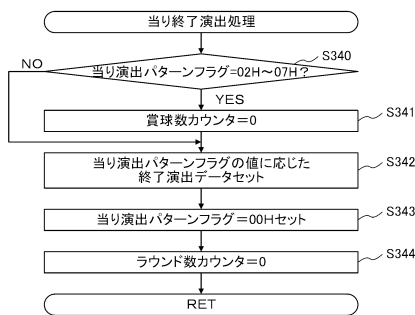 当り終了演出処理
S340
当り演出パターンフラグ=02H~07H?
NO
YES
S341
賞球数カウンタ=0
S342
当り演出パターンフラグの値に応じた
終了演出データセット
S343
当り演出パターンフラグ=00Hセット
S344
ラウンド数カウンタ=0
RET